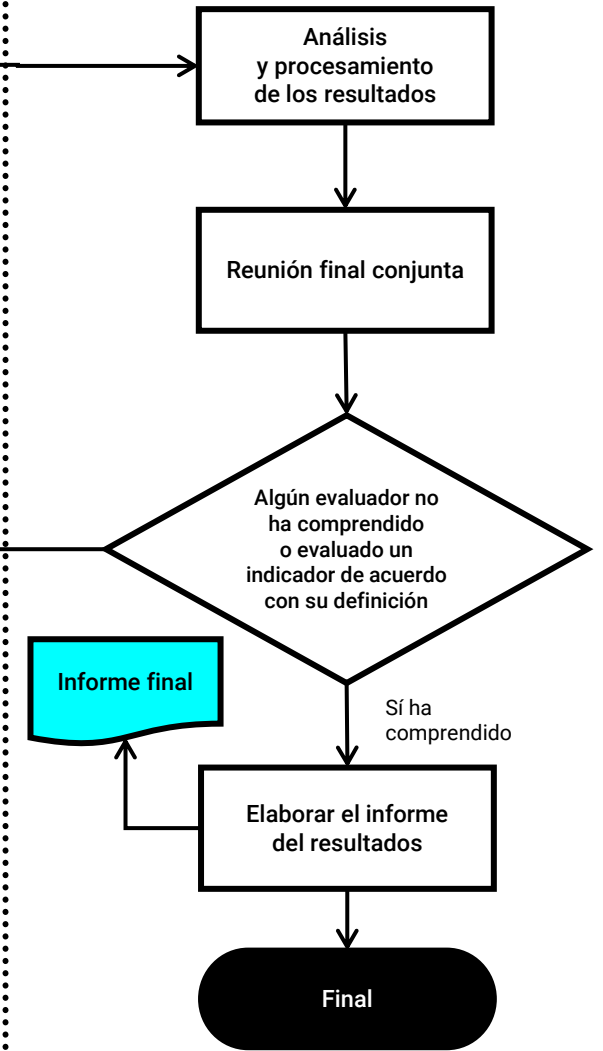 Análisis
y procesamiento
de los resultados
Reunión final conjunta
Algún evaluador no
ha comprendido
o evaluado un
indicador de acuerdo
con su definición
Informe final
Sí ha
comprendido
Elaborar el informe
del resultados
Final